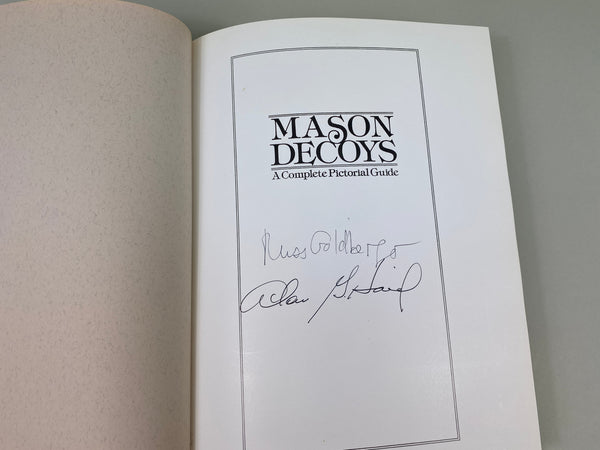 MASON
DECOYS
A Complete Pictorial Guide
Russ Goldberger
Alan G. Haid